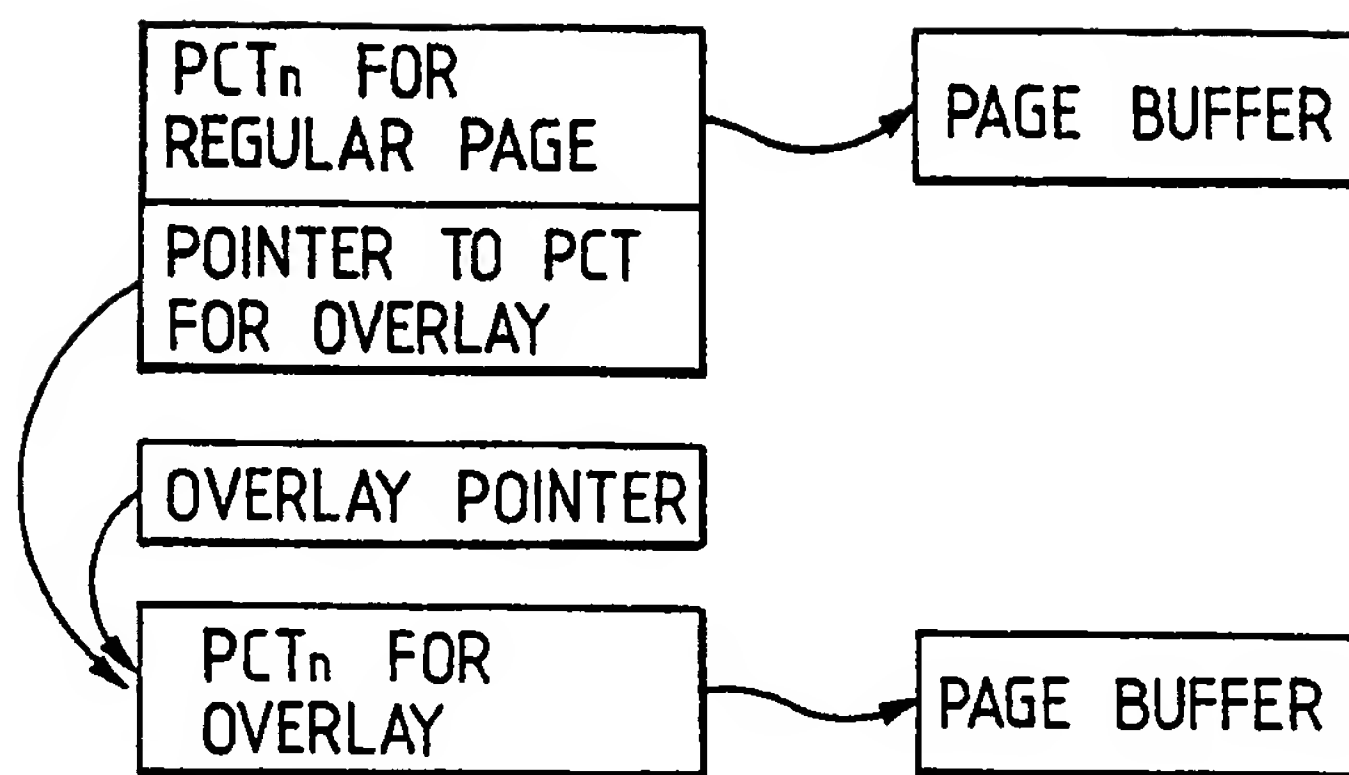 PCTn FOR
REGULAR PAGE
PAGE BUFFER
POINTER TO PCT
FOR OVERLAY
OVERLAY POINTER
PCTn FOR
OVERLAY
PAGE BUFFER